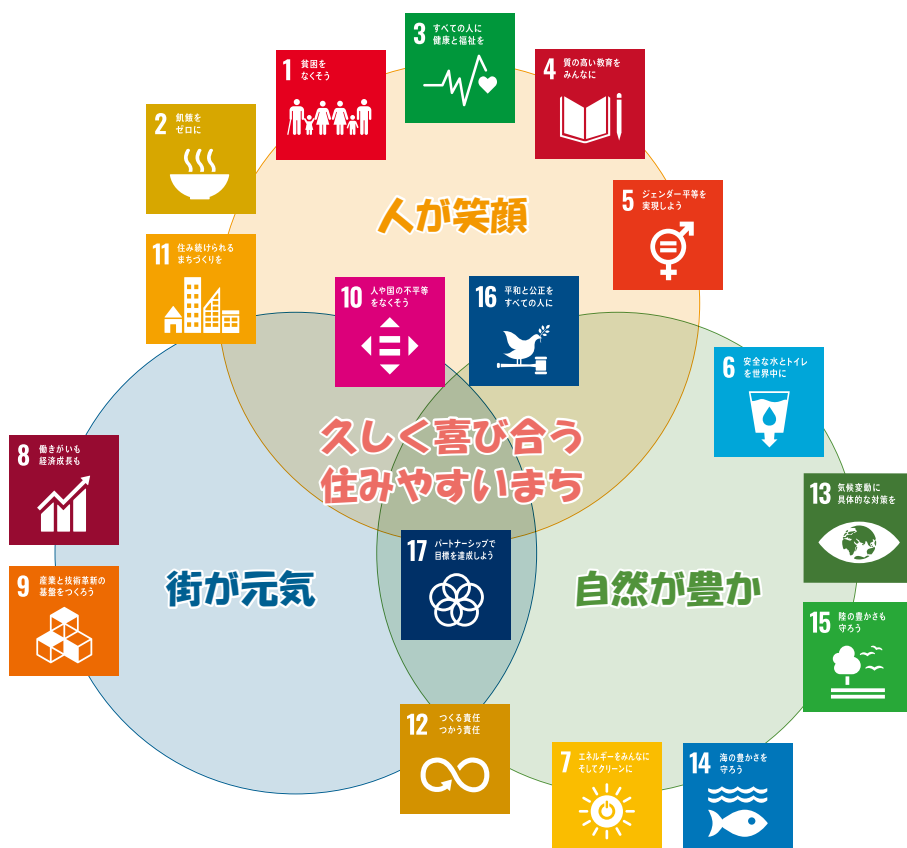 3 すべての人に
健康と福祉を
1 貧困を
なくそう
4 質の高い教育を
みんなに
2 飢餓を
ゼロに
5 ジェンダー平等を
実現しよう
人が笑顔
11 住み続けられる
まちづくりを
10 人や国の不平等
をなくそう
16 平和と公正を
すべての人に
6 安全な水とトイレ
を世界中に
久しく喜び合う
住みやすいまち
8 働きがいも
経済成長も
13 気候変動に
具体的な対策を
17 パートナーシップで
目標を達成しよう
9 産業と技術革新の
基盤をつくろう
街が元気
自然が豊か
15 陸の豊かさも
守ろう
12 つくる責任
つかう責任
7 エネルギーをみんなに
そしてクリーンに
14 海の豊かさを
守ろう